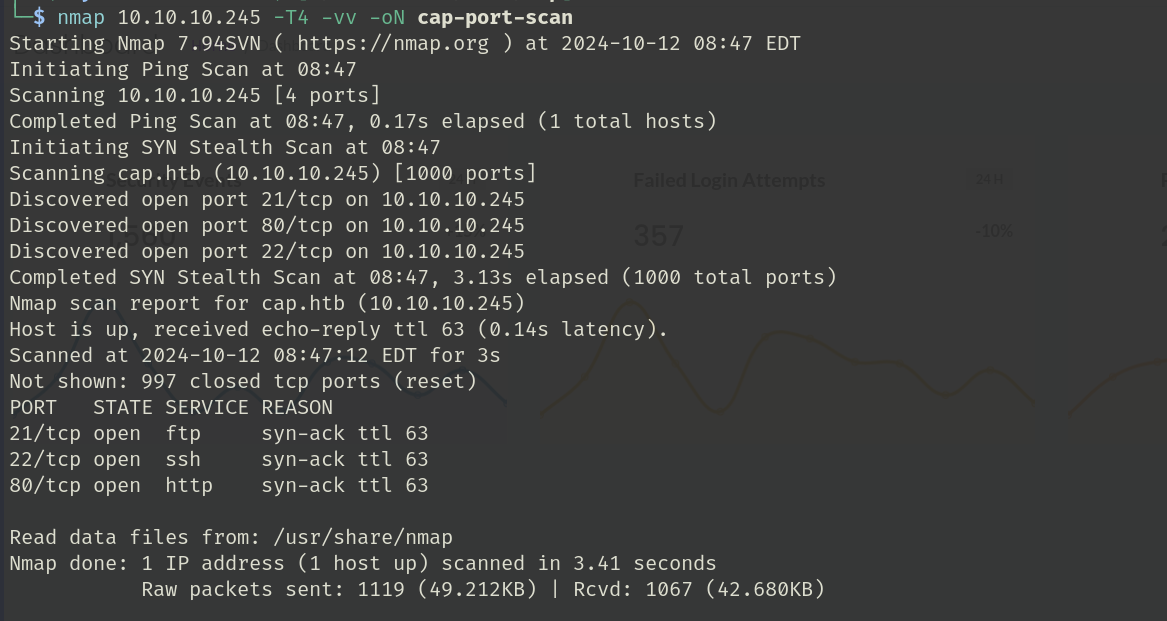 └─$ nmap 10.10.10.245 -T4 -vv -oN cap-port-scan
Starting Nmap 7.94SVN ( https://nmap.org ) at 2024-10-12 08:47 EDT
Initiating Ping Scan at 08:47
Scanning 10.10.10.245 [4 ports]
Completed Ping Scan at 08:47, 0.17s elapsed (1 total hosts)
Initiating SYN Stealth Scan at 08:47
Scanning cap.htb (10.10.10.245) [1000 ports]
Security Events
Failed Login Attempts
24 H
Discovered open port 21/tcp on 10.10.10.245
Discovered open port 80/tcp on 10.10.10.245
357
-10%
Discovered open port 22/tcp on 10.10.10.245
Completed SYN Stealth Scan at 08:47, 3.13s elapsed (1000 total ports)
Nmap scan report for cap.htb (10.10.10.245)
Host is up, received echo-reply ttl 63 (0.14s latency).
Scanned at 2024-10-12 08:47:12 EDT for 3s
Not shown: 997 closed tcp ports (reset)
PORT   STATE SERVICE REASON
21/tcp open  ftp     syn-ack ttl 63
22/tcp open  ssh     syn-ack ttl 63
80/tcp open  http    syn-ack ttl 63
Read data files from: /usr/share/nmap
Nmap done: 1 IP address (1 host up) scanned in 3.41 seconds
Raw packets sent: 1119 (49.212KB) | Rcvd: 1067 (42.680KB)